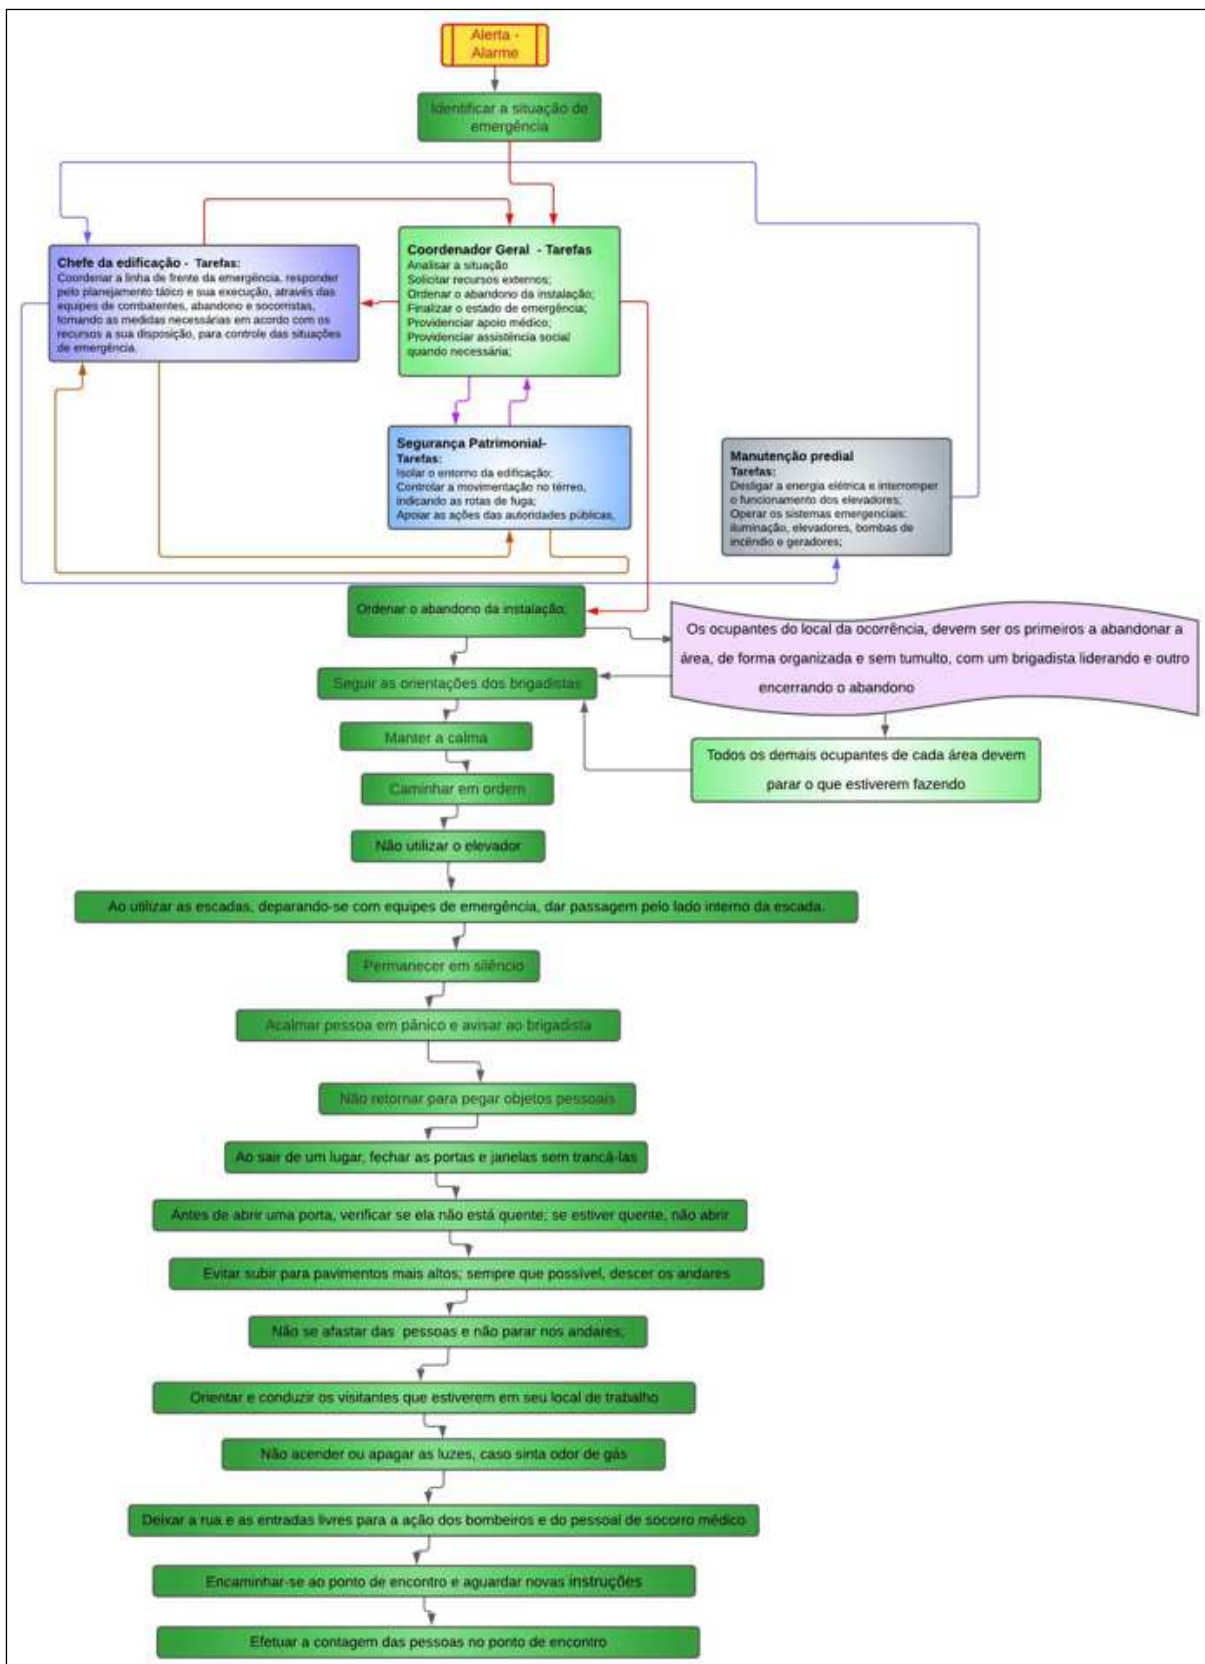 Alerta -
Alarme
Identificar a situação de
emergência
Chefe da edificação - Tarefas:
Coordenar a linha de frente da emergência, responder
pelo planejamento tático e sua execução, através das
equipes de combatentes, abandono e socorristas,
tomando as medidas necessárias em acordo com os
recursos a sua disposição, para controle das situações
de emergência.
Coordenador Geral - Tarefas
Analisar a situação
Solicitar recursos externos;
Ordenar o abandono da instalação;
Finalizar o estado de emergência;
Providenciar apoio médico;
Providenciar assistência social
quando necessária;
Segurança Patrimonial-
Tarefas:
Isolar o entorno da edificação;
Controlar a movimentação no térreo,
indicando as rotas de fuga;
Apoiar as ações das autoridades públicas,
Manutenção predial
Tarefas:
Desligar a energia elétrica e interromper
o funcionamento dos elevadores;
Operar os sistemas emergenciais:
iluminação, elevadores, bombas de
incêndio e geradores;
Ordenar o abandono da instalação;
Os ocupantes do local da ocorrência, devem ser os primeiros a abandonar a
área, de forma organizada e sem tumulto, com um brigadista liderando e outro
encerrando o abandono
Seguir as orientações dos brigadistas
Todos os demais ocupantes de cada área devem
parar o que estiverem fazendo
Manter a calma
Caminhar em ordem
Não utilizar o elevador
Ao utilizar as escadas, deparando-se com equipes de emergência, dar passagem pelo lado interno da escada.
Permanecer em silêncio
Acalmar pessoa em pânico e avisar ao brigadista
Não retornar para pegar objetos pessoais
Ao sair de um lugar, fechar as portas e janelas sem trancá-las
Antes de abrir uma porta, verificar se ela não está quente; se estiver quente, não abrir
Evitar subir para pavimentos mais altos; sempre que possível, descer os andares
Não se afastar das pessoas e não parar nos andares;
Orientar e conduzir os visitantes que estiverem em seu local de trabalho
Não acender ou apagar as luzes, caso sinta odor de gás
Deixar a rua e as entradas livres para a ação dos bombeiros e do pessoal de socorro médico
Encaminhar-se ao ponto de encontro e aguardar novas instruções
Efetuar a contagem das pessoas no ponto de encontro